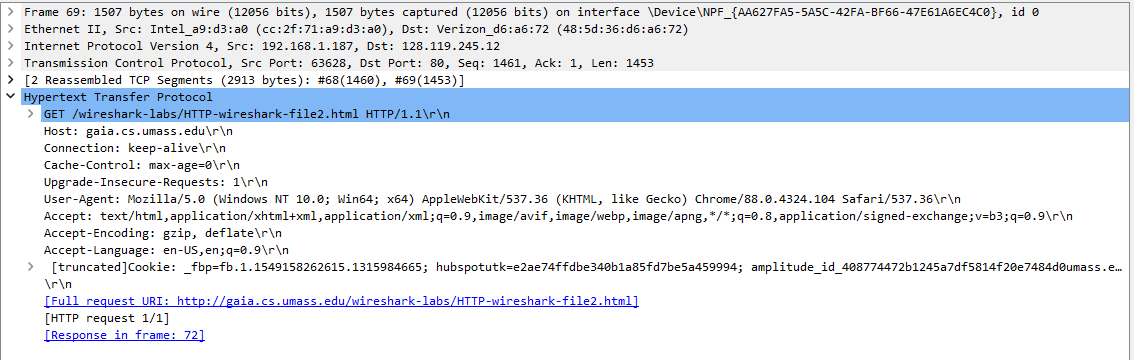 Frame 69: 1507 bytes on wire (12056 bits), 1507 bytes captured (12056 bits) on interface \Device\NPF_{AA627FA5-5A5C-42FA-BF66-47E61A6EC4C0}, id 0
Ethernet II, Src: Intel_a9:d3:a0 (cc:2f:71:a9:d3:a0), Dst: Verizon_d6:a6:72 (48:5d:36:d6:a6:72)
Internet Protocol Version 4, Src: 192.168.1.187, Dst: 128.119.245.12
Transmission Control Protocol, Src Port: 63628, Dst Port: 80, Seq: 1461, Ack: 1, Len: 1453
[2 Reassembled TCP Segments (2913 bytes): #68(1460), #69(1453)]
Hypertext Transfer Protocol
GET /wireshark-labs/HTTP-wireshark-file2.html HTTP/1.1\r\n
Host: gaia.cs.umass.edu\r\n
Connection: keep-alive\r\n
Cache-Control: max-age=0\r\n
Upgrade-Insecure-Requests: 1\r\n
User-Agent: Mozilla/5.0 (Windows NT 10.0; Win64; x64) AppleWebKit/537.36 (KHTML, like Gecko) Chrome/88.0.4324.104 Safari/537.36\r\n
Accept: text/html,application/xhtml+xml,application/xml;q=0.9,image/avif,image/webp,image/apng,*/*;q=0.8,application/signed-exchange;v=b3;q=0.9\r\n
Accept-Encoding: gzip, deflate\r\n
Accept-Language: en-US,en;q=0.9\r\n
[truncated]Cookie: _fbp=fb.1.1549158262615.1315984665; hubspotutk=e2ae74ffdbe340b1a85fd7be5a459994; amplitude_id_408774472b1245a7df5814f20e7484d0umass.e…
\r\n
[Full request URI: http://gaia.cs.umass.edu/wireshark-labs/HTTP-wireshark-file2.html]
[HTTP request 1/1]
[Response in frame: 72]